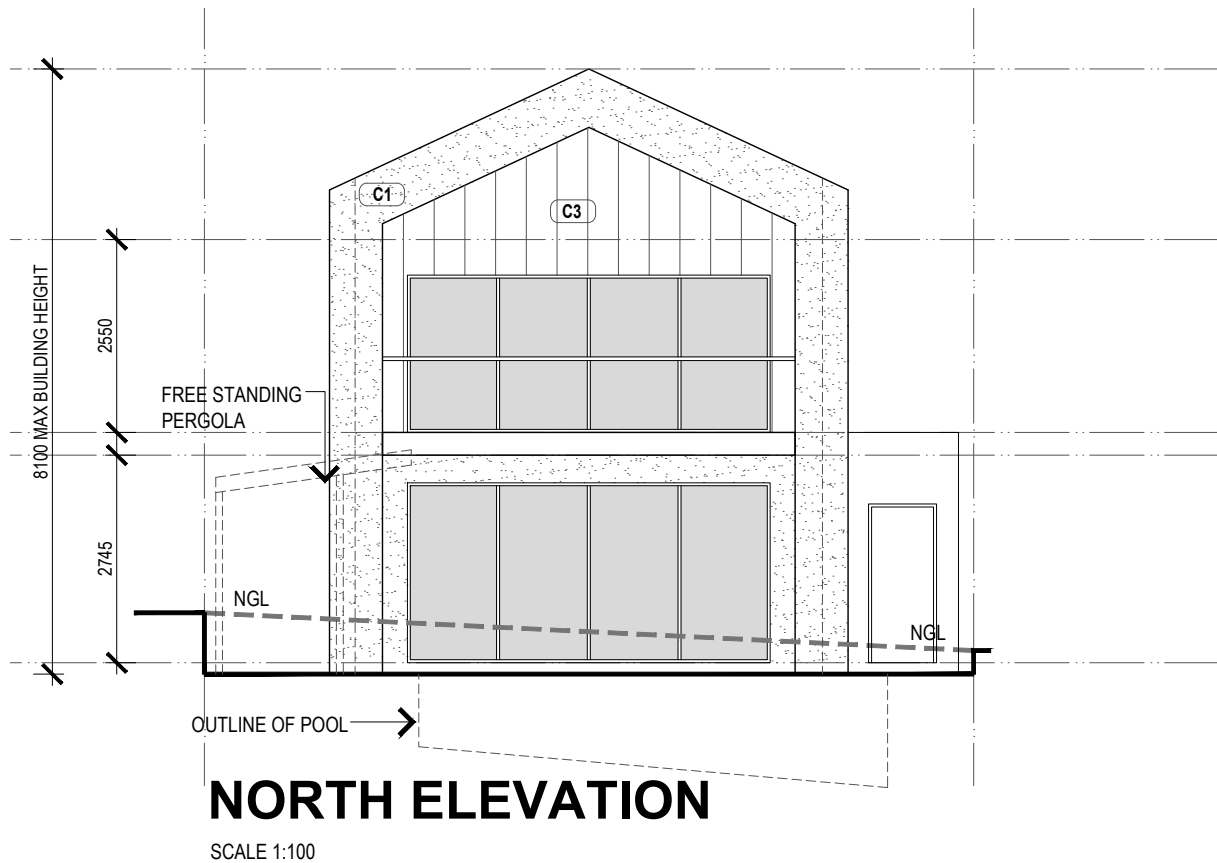 C1
C3
8100 MAX BUILDING HEIGHT
2550
FREE STANDING
PERGOLA
2745
NGL
NGL
OUTLINE OF POOL
NORTH ELEVATION
SCALE 1:100